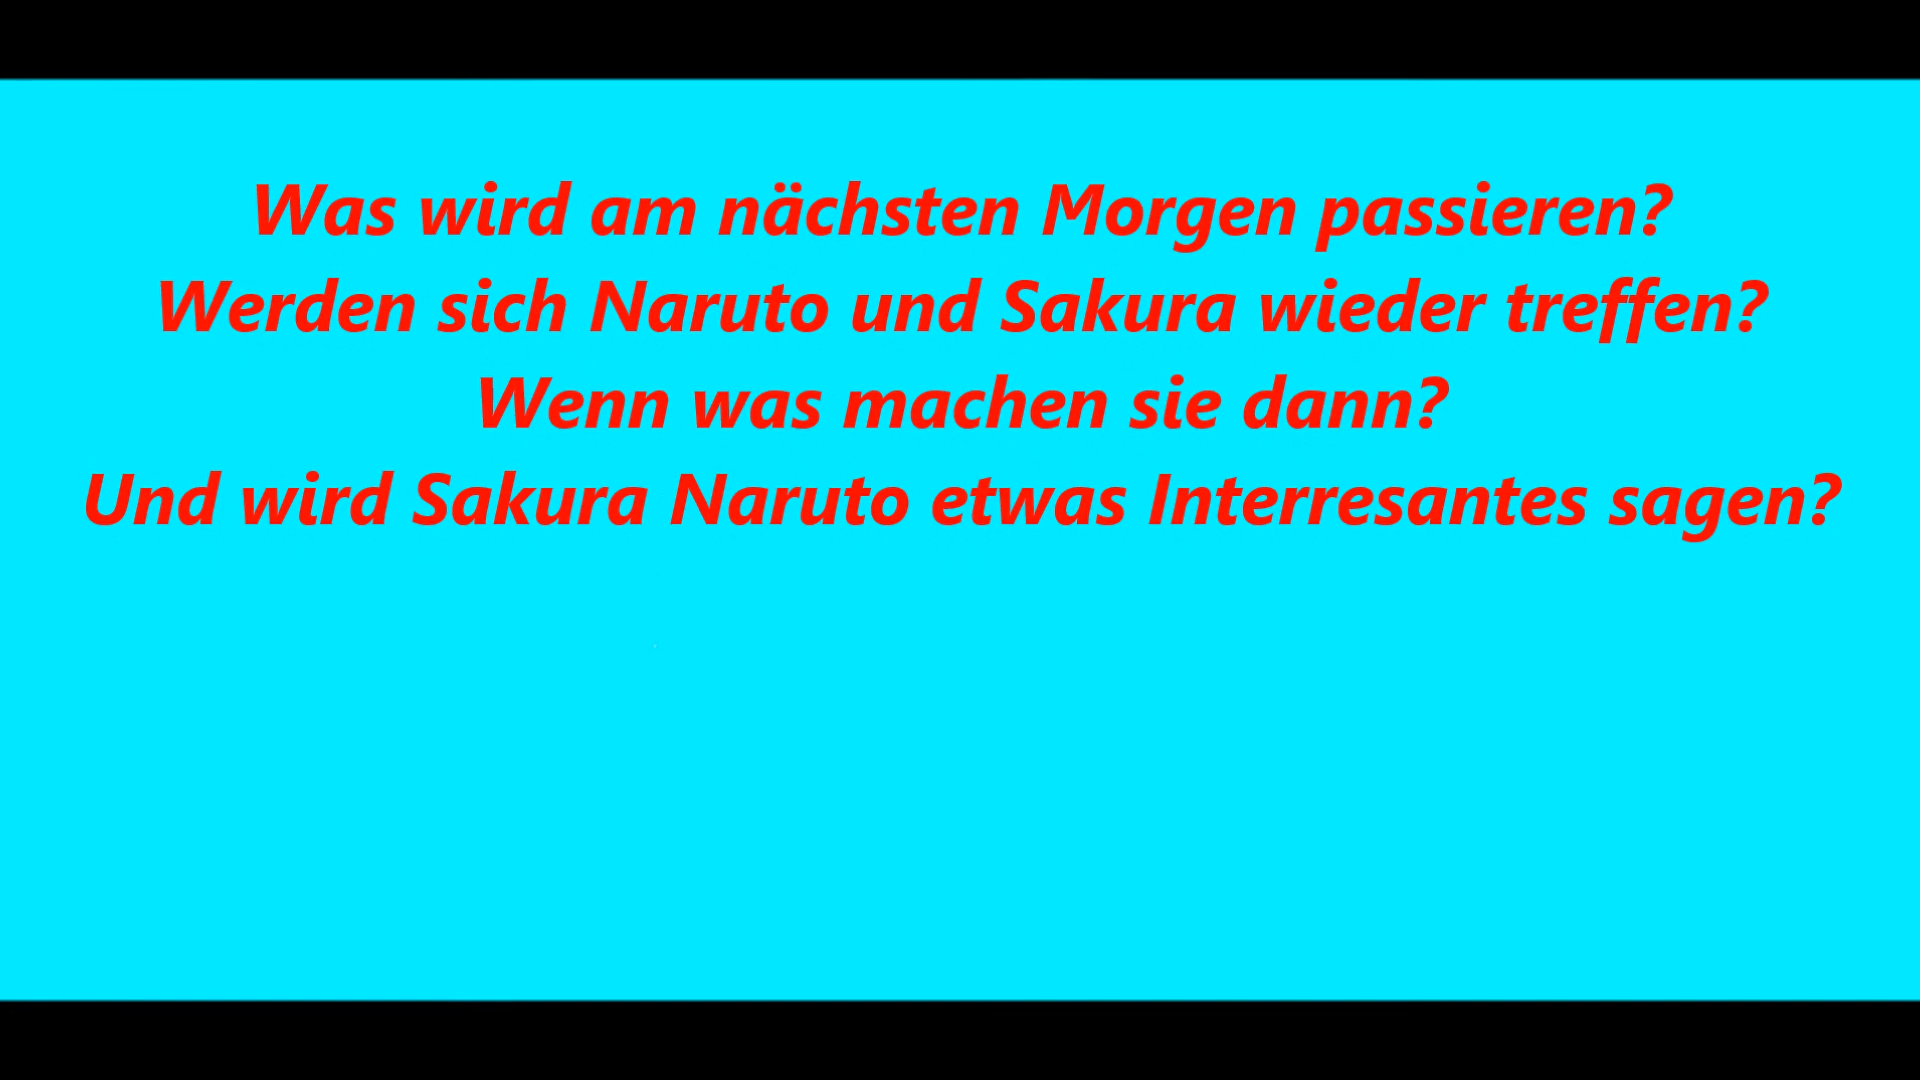 Was wird am nächsten Morgen passieren?
Werden sich Naruto und Sakura wieder treffen?
Wenn was machen sie dann?
Und wird Sakura Naruto etwas Interresantes sagen?